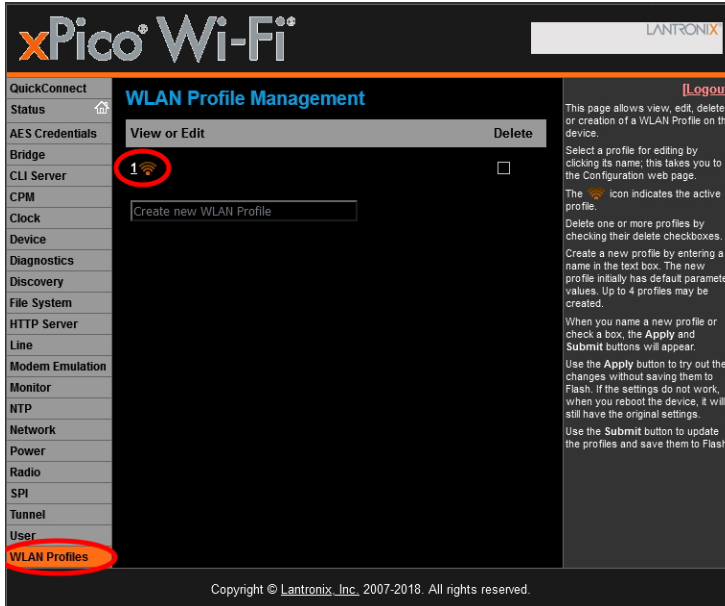 xPico® Wi-Fi®
LANTRONIX
QuickConnect
Status
AES Credentials
Bridge
CLI Server
CPM
Clock
Device
Diagnostics
Discovery
File System
HTTP Server
Line
Modem Emulation
Monitor
NTP
Network
Power
Radio
SPI
Tunnel
User
WLAN Profiles
WLAN Profile Management
View or Edit Delete
1
Create new WLAN Profile
[Logou
This page allows view, edit, delete
or creation of a WLAN Profile on th
device.
Select a profile for editing by
clicking its name; this takes you to
the Configuration web page.
The icon indicates the active
profile.
Delete one or more profiles by
checking their delete checkboxes.
Create a new profile by entering a
name in the text box. The new
profile initially has default paramete
values. Up to 4 profiles may be
created.
When you name a new profile or
check a box, the Apply and
Submit buttons will appear.
Use the Apply button to try out the
changes without saving them to
Flash. If the settings do not work,
when you reboot the device, it will
still have the original settings.
Use the Submit button to update
the profiles and save them to Flash
Copyright © Lantronix, Inc. 2007-2018. All rights reserved.